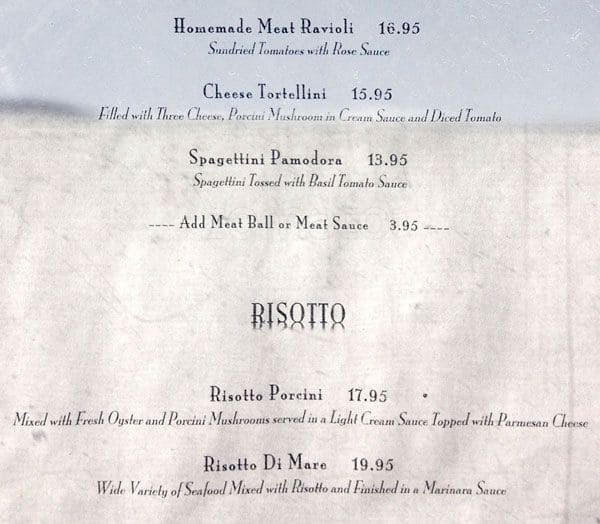 Homemade Meat Ravioli 16.95
Sundried Tomatoes with Rose Sauce
Cheese Tortellini 15.95
Filled with Three Cheese, Porcini Mushroom in Cream Sauce and Diced Tomato
Spagettini Pamodora 13.95
Spagettini Tossed with Basil Tomato Sauce
---- Add Meat Ball or Meat Sauce 3.95 ----
RISOTTO
Risotto Porcini 17.95
Mixed with Fresh Oyster and Porcini Mushrooms served in a Light Cream Sauce Topped with Parmesan Cheese
Risotto Di Mare 19.95
Wide Variety of Seafood Mixed with Risotto and Finished in a Marinara Sauce